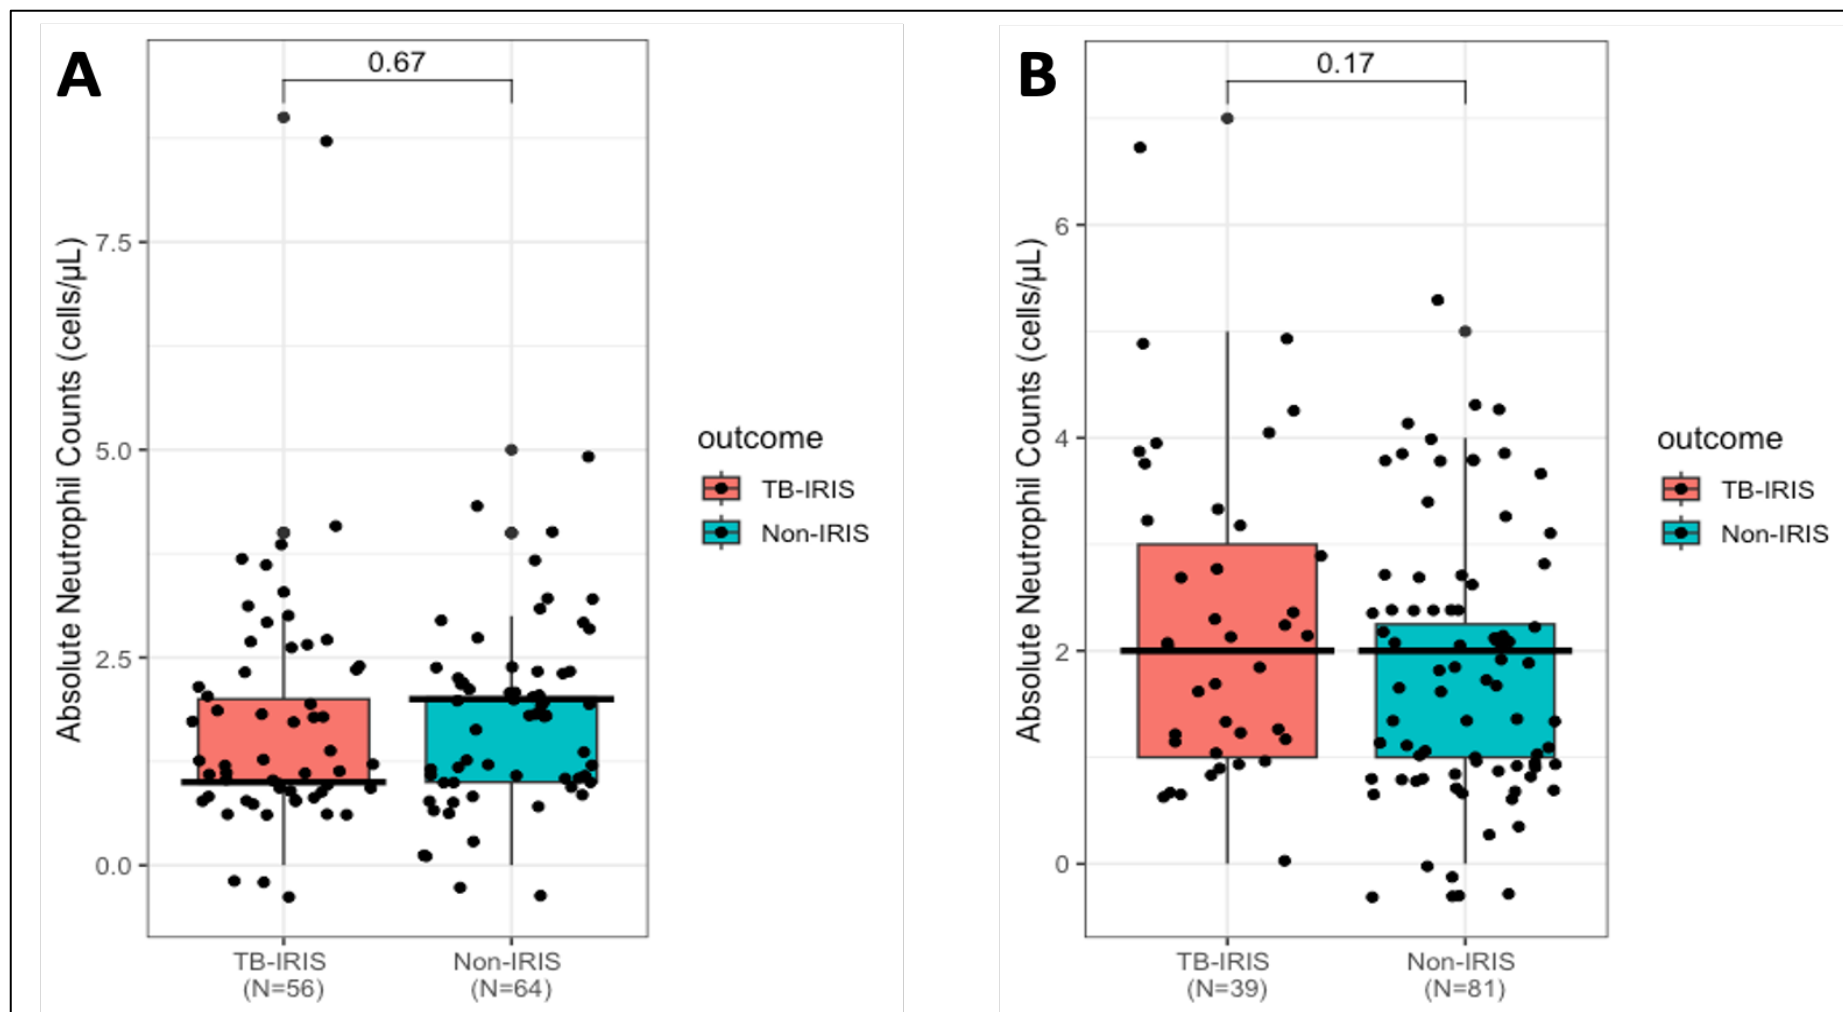 A
0.67
Absolute Neutrophil Counts (cells/µL)
7.5
5.0
2.5
0.0
TB-IRIS
(N=56)
Non-IRIS
(N=64)
outcome
TB-IRIS
Non-IRIS
B
0.17
Absolute Neutrophil Counts (cells/µL)
6
4
2
0
TB-IRIS
(N=39)
Non-IRIS
(N=81)
outcome
TB-IRIS
Non-IRIS